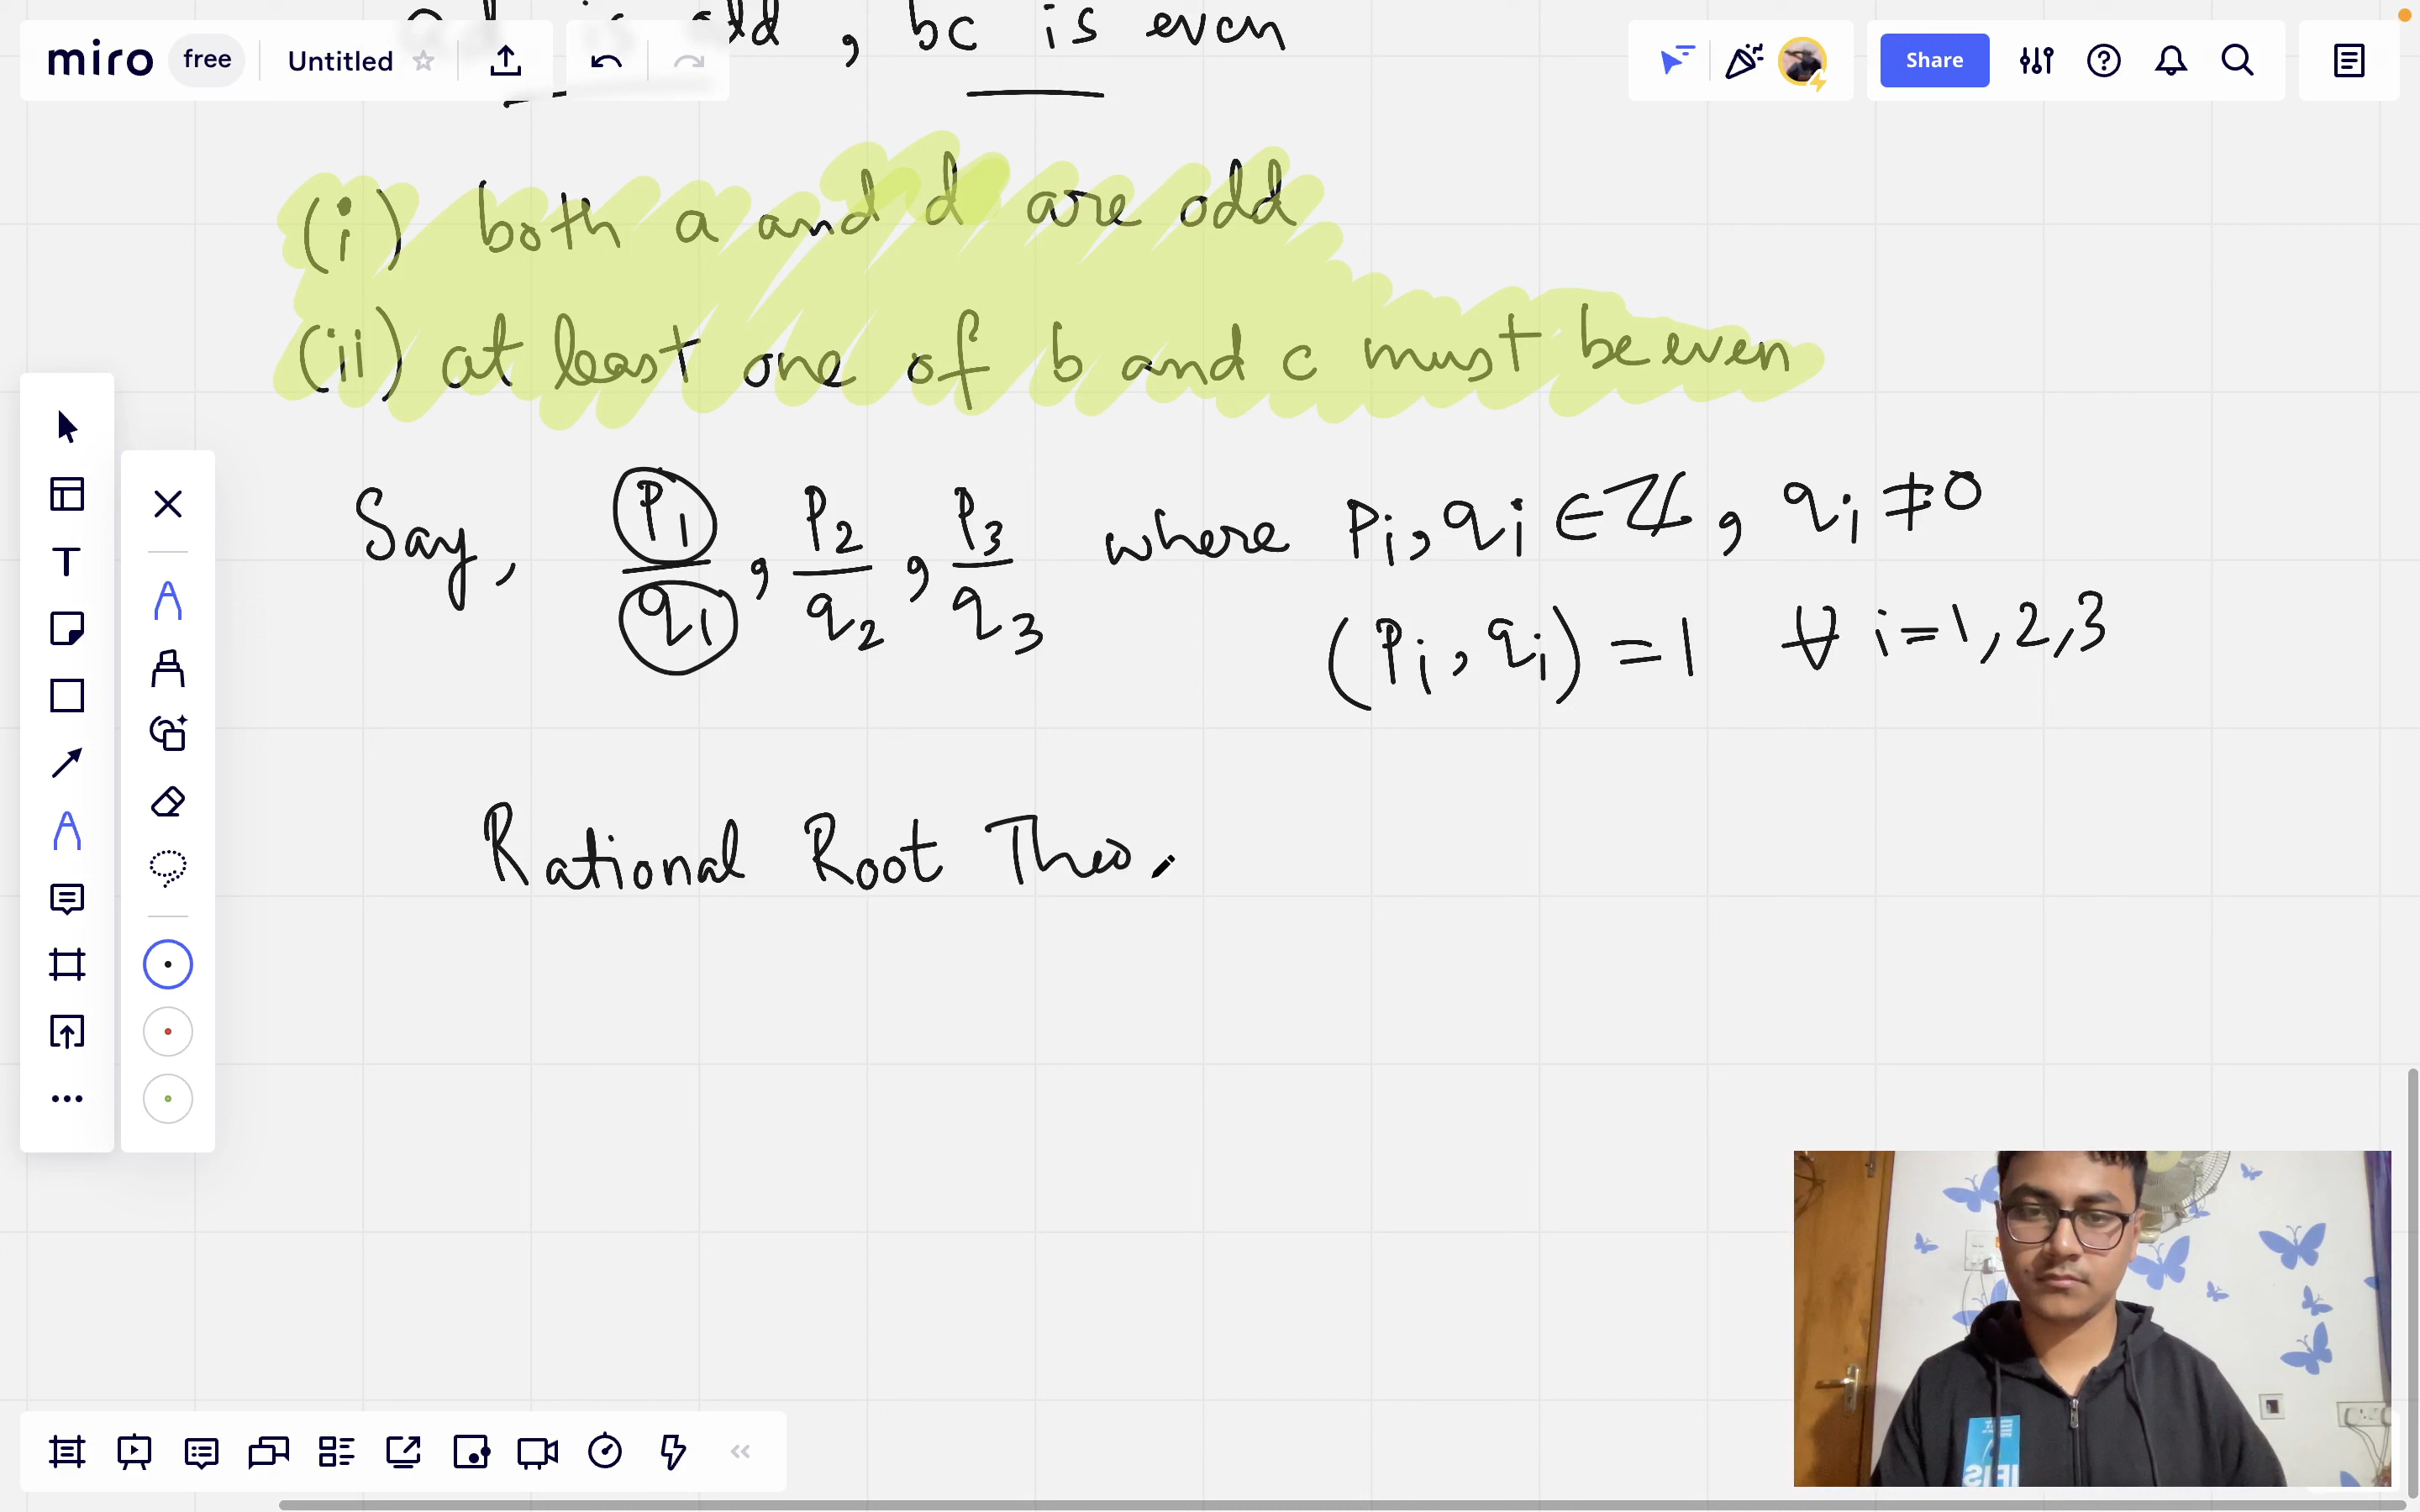 is odd, bc is even
miro free Untitled
Share
(i) both a and d are odd
(ii) at least one of b and c must be even
Say, P₁/q₁, P₂/q₂, P₃/q₃ where Pᵢ, qᵢ ∈ ℤ, qᵢ ≠ 0
(Pᵢ, qᵢ) = 1 ∀ i = 1, 2, 3
Rational Root Theo